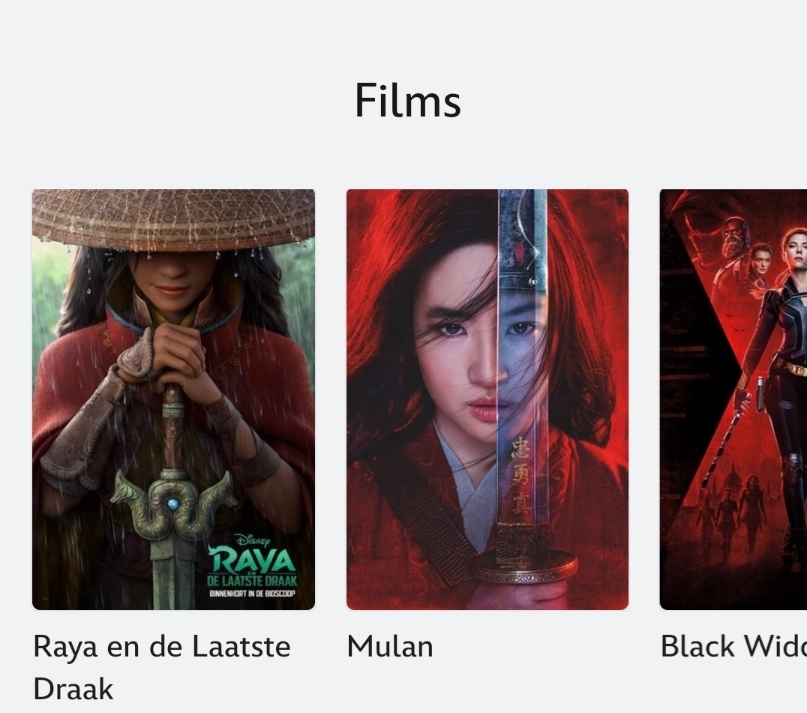 Films
Disney
RAYA
EN
DE LAATSTE DRAAK
BINNENKORT IN DE BIOSCOOP
忠
勇
真
Raya en de Laatste
Draak
Mulan
Black Wido